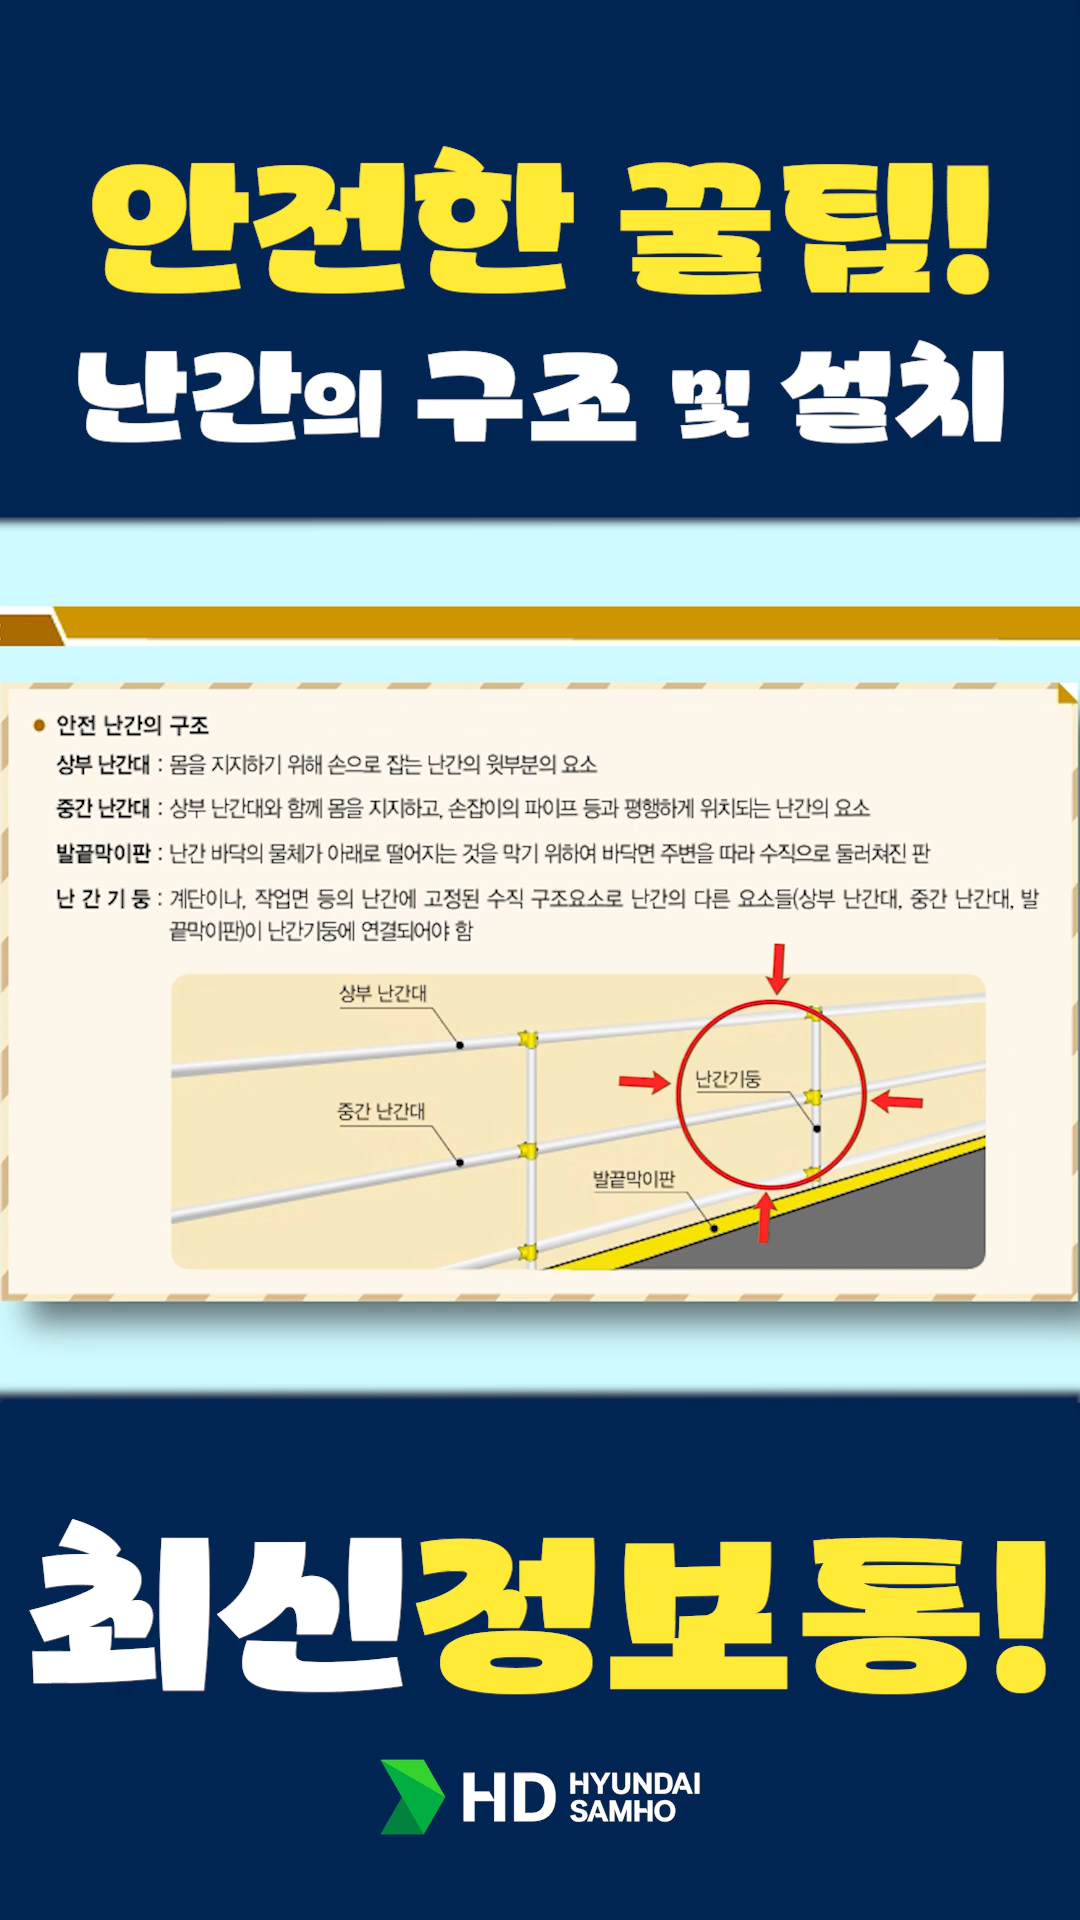 안전한 꿀팁!
난간의 구조 및 설치
● 안전 난간의 구조
상부 난간대 : 몸을 지지하기 위해 손으로 잡는 난간의 윗부분의 요소
중간 난간대 : 상부 난간대와 함께 몸을 지지하고, 손잡이의 파이프 등과 평행하게 위치되는 난간의 요소
발끝막이판 : 난간 바닥의 물체가 아래로 떨어지는 것을 막기 위하여 바닥면 주변을 따라 수직으로 둘러쳐진 판
난 간 기 둥 : 계단이나, 작업면 등의 난간에 고정된 수직 구조요소로 난간의 다른 요소들(상부 난간대, 중간 난간대, 발
끝막이판)이 난간기둥에 연결되어야 함
상부 난간대
난간기둥
중간 난간대
발끝막이판
최신정보통!
HD HYUNDAI
SAMHO